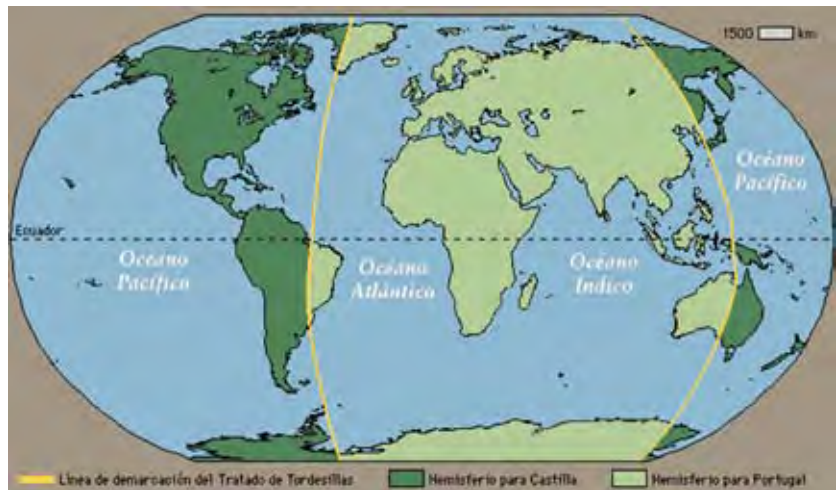 1500 km
Océano
Pacífico
Ecuador
Océano
Pacífico
Océano
Atlántico
Océano
Índico
Línea de demarcación del Tratado de Tordesillas
Hemisferio para Castilla
Hemisferio para Portugal